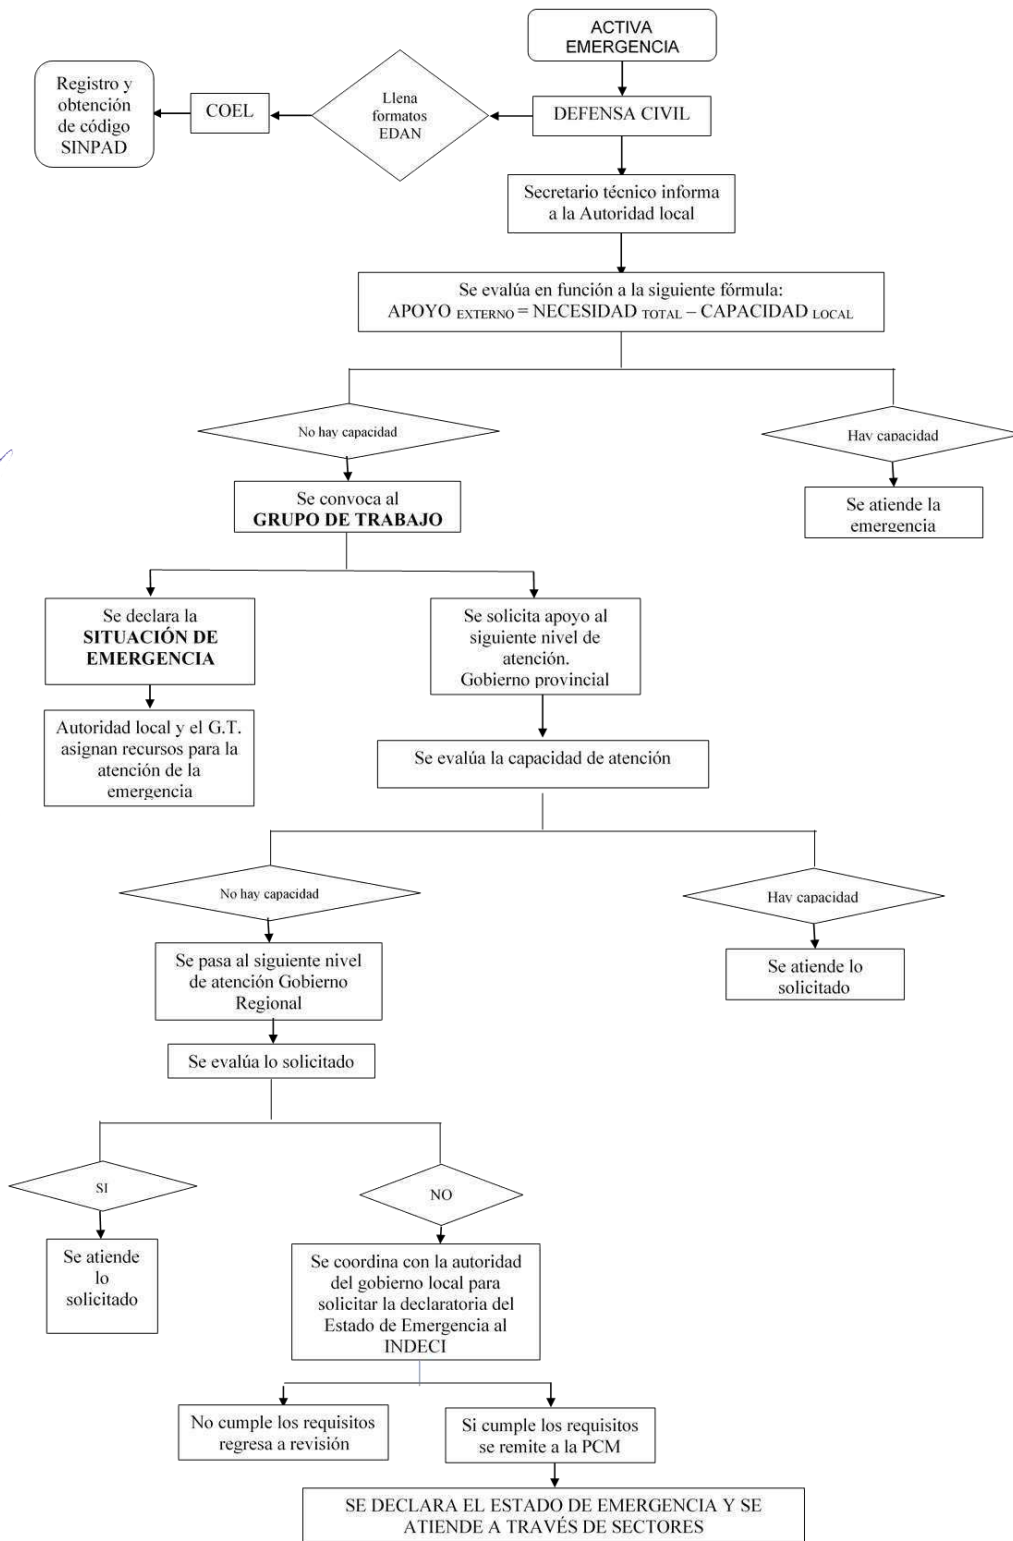 ACTIVA
EMERGENCIA
DEFENSA CIVIL
Llena
formatos
EDAN
COEL
Registro y
obtención
de código
SINPAD
Secretario técnico informa
a la Autoridad local
Se evalúa en función a la siguiente fórmula:
APOYO EXTERNO = NECESIDAD TOTAL – CAPACIDAD LOCAL
No hay capacidad
Hay capacidad
Se convoca al
GRUPO DE TRABAJO
Se atiende la
emergencia
Se declara la
SITUACIÓN DE
EMERGENCIA
Se solicita apoyo al
siguiente nivel de
atención.
Gobierno provincial
Autoridad local y el G.T.
asignan recursos para la
atención de la
emergencia
Se evalúa la capacidad de atención
No hay capacidad
Hay capacidad
Se pasa al siguiente nivel
de atención Gobierno
Regional
Se atiende lo
solicitado
Se evalúa lo solicitado
SI
NO
Se atiende
lo
solicitado
Se coordina con la autoridad
del gobierno local para
solicitar la declaratoria del
Estado de Emergencia al
INDECI
No cumple los requisitos
regresa a revisión
Si cumple los requisitos
se remite a la PCM
SE DECLARA EL ESTADO DE EMERGENCIA Y SE
ATIENDE A TRAVÉS DE SECTORES